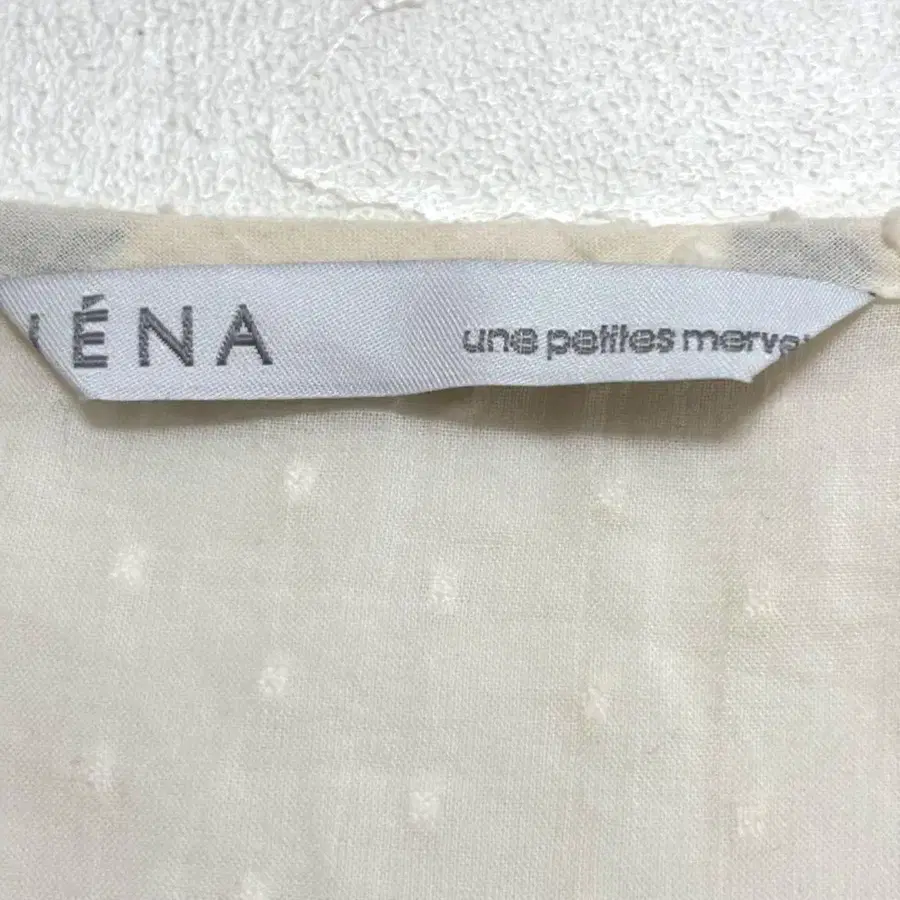 ÉNA
une petites merve